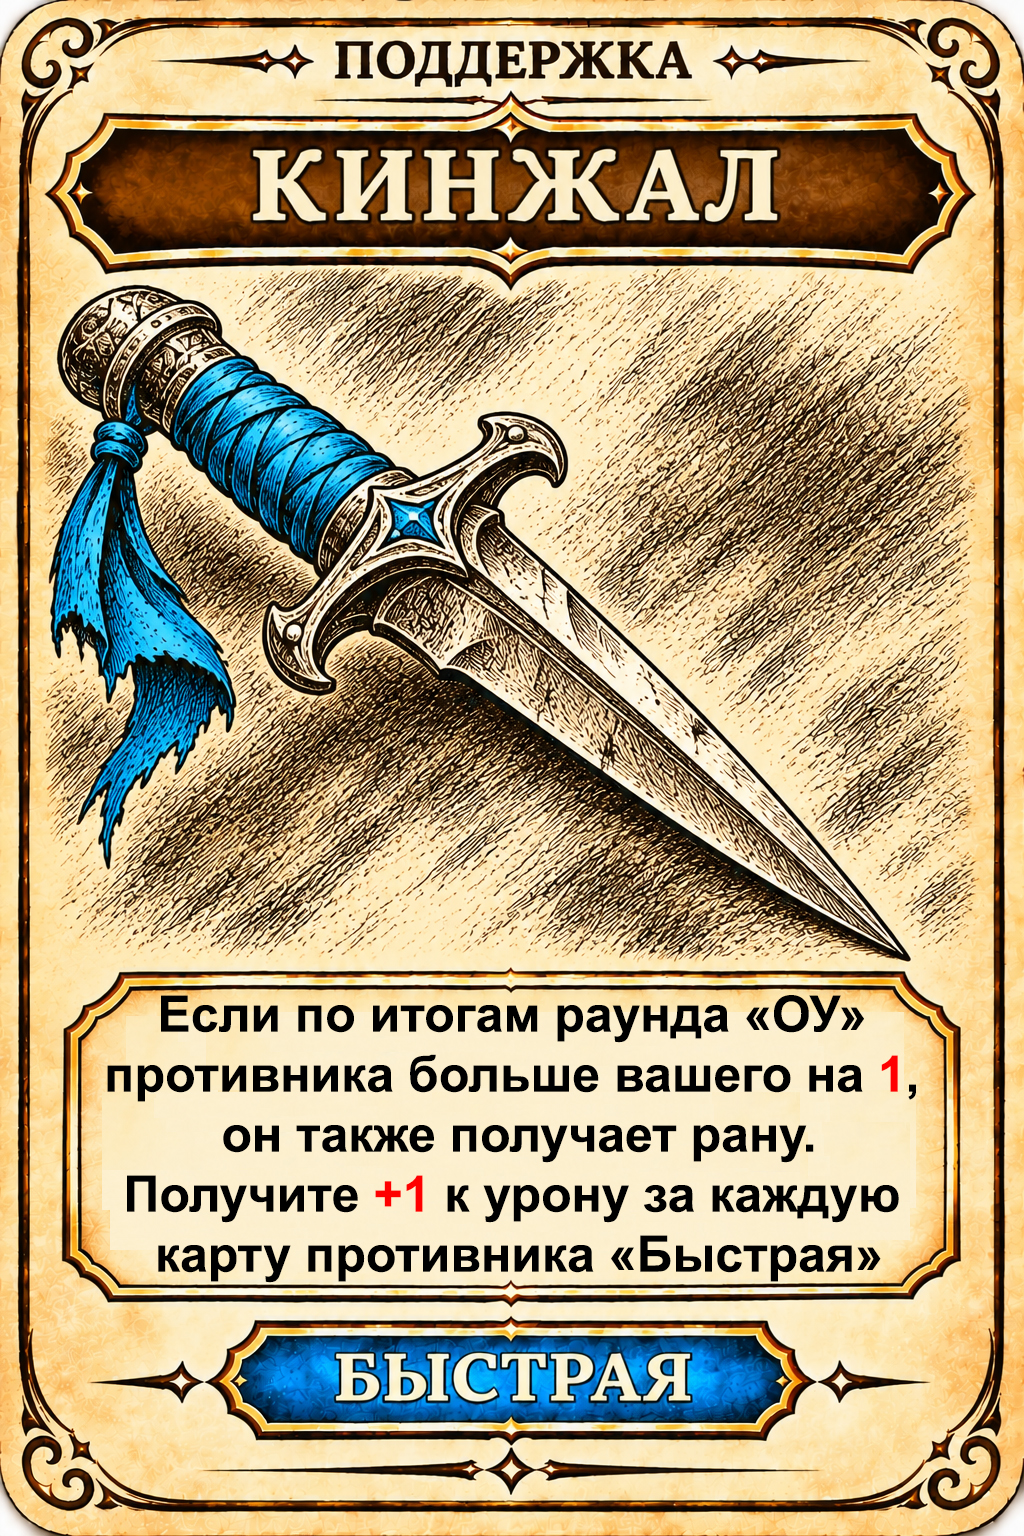 ПОДДЕРЖКА
КИНЖАЛ
Если по итогам раунда «ОУ»
противника больше вашего на 1,
он также получает рану.
Получите +1 к урону за каждую
карту противника «Быстрая»
БЫСТРАЯ